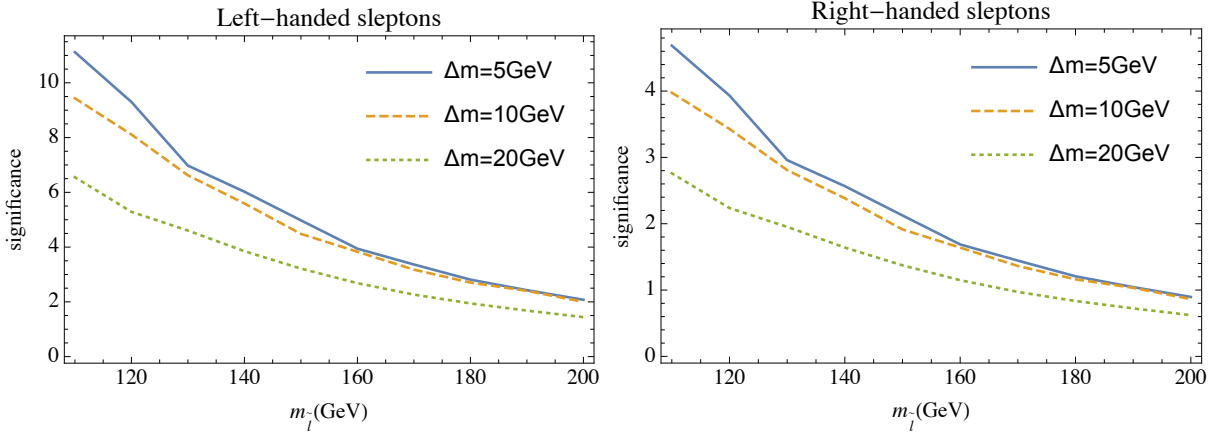 Left−handed sleptons
significance
10
8
6
4
2
0
Δm=5GeV
Δm=10GeV
Δm=20GeV
120 140 160 180 200
m_l̃(GeV)
Right−handed sleptons
significance
4
3
2
1
0
Δm=5GeV
Δm=10GeV
Δm=20GeV
120 140 160 180 200
m_l̃(GeV)